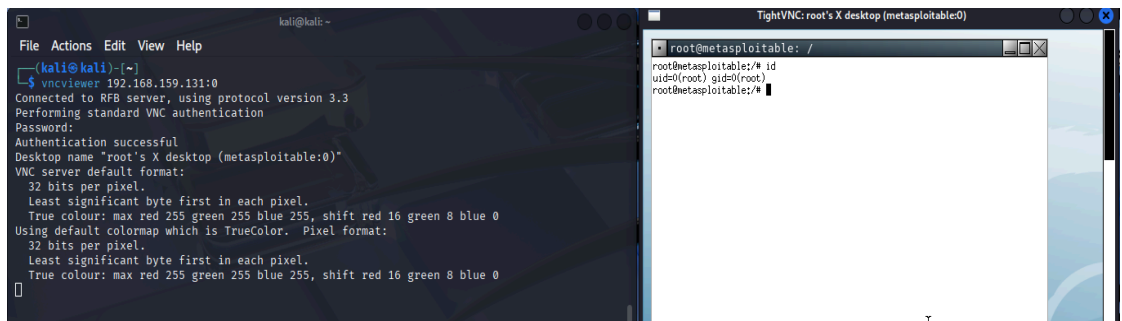 kali@kali: ~
File Actions Edit View Help
┌──(kali㉿kali)-[~]
└─$ vncviewer 192.168.159.131:0
Connected to RFB server, using protocol version 3.3
Performing standard VNC authentication
Password:
Authentication successful
Desktop name "root's X desktop (metasploitable:0)"
VNC server default format:
32 bits per pixel.
Least significant byte first in each pixel.
True colour: max red 255 green 255 blue 255, shift red 16 green 8 blue 0
Using default colormap which is TrueColor. Pixel format:
32 bits per pixel.
Least significant byte first in each pixel.
True colour: max red 255 green 255 blue 255, shift red 16 green 8 blue 0
TightVNC: root's X desktop (metasploitable:0)
root@metasploitable: /
root@metasploitable:/# id
uid=0(root) gid=0(root)
root@metasploitable:/#